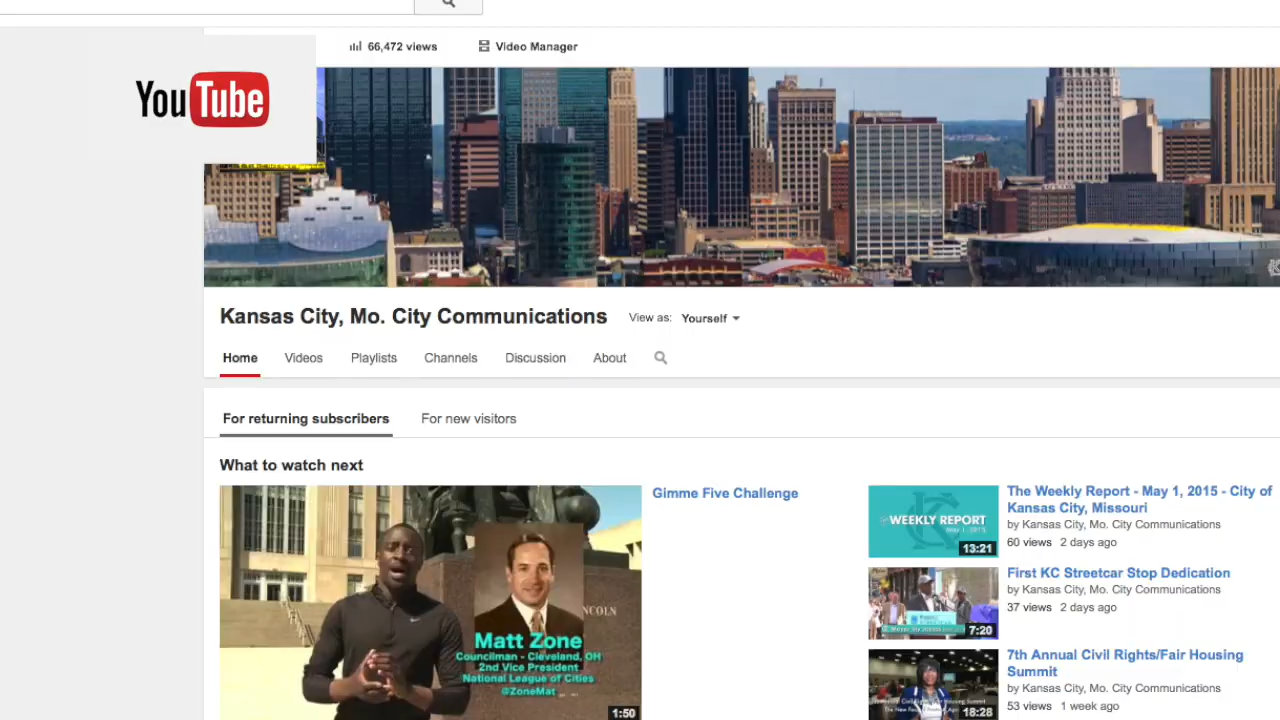 66,472 views
Video Manager
YouTube
Kansas City, Mo. City Communications
View as: Yourself
Home
Videos
Playlists
Channels
Discussion
About
For returning subscribers
For new visitors
What to watch next
Matt Zone
Councilman - Cleveland, OH
2nd Vice President
National League of Cities
@ZoneMat
NCOLN
1:50
Gimme Five Challenge
WEEKLY REPORT
May 1, 2015
13:21
The Weekly Report - May 1, 2015 - City of
Kansas City, Missouri
by Kansas City, Mo. City Communications
60 views 2 days ago
7:20
First KC Streetcar Stop Dedication
by Kansas City, Mo. City Communications
37 views 2 days ago
18:28
7th Annual Civil Rights/Fair Housing
Summit
by Kansas City, Mo. City Communications
53 views 1 week ago